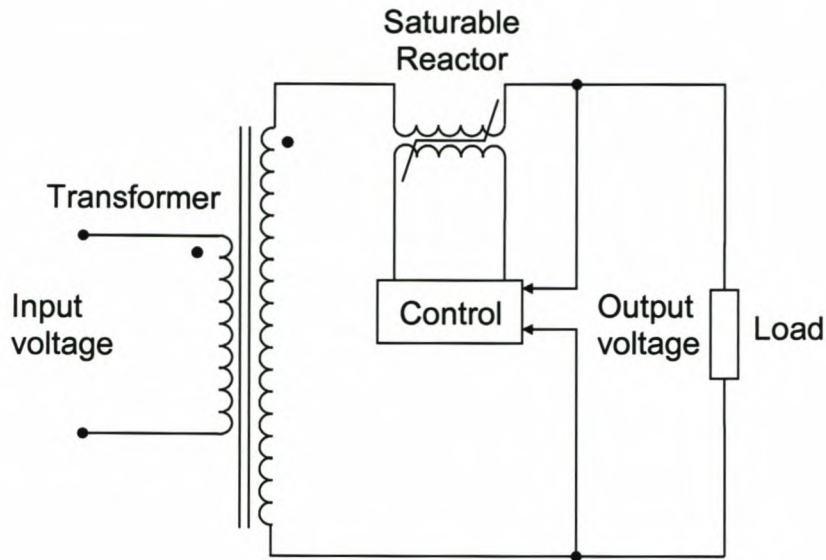 Saturable
Reactor
Transformer
Input
voltage
Control
Output
voltage
Load